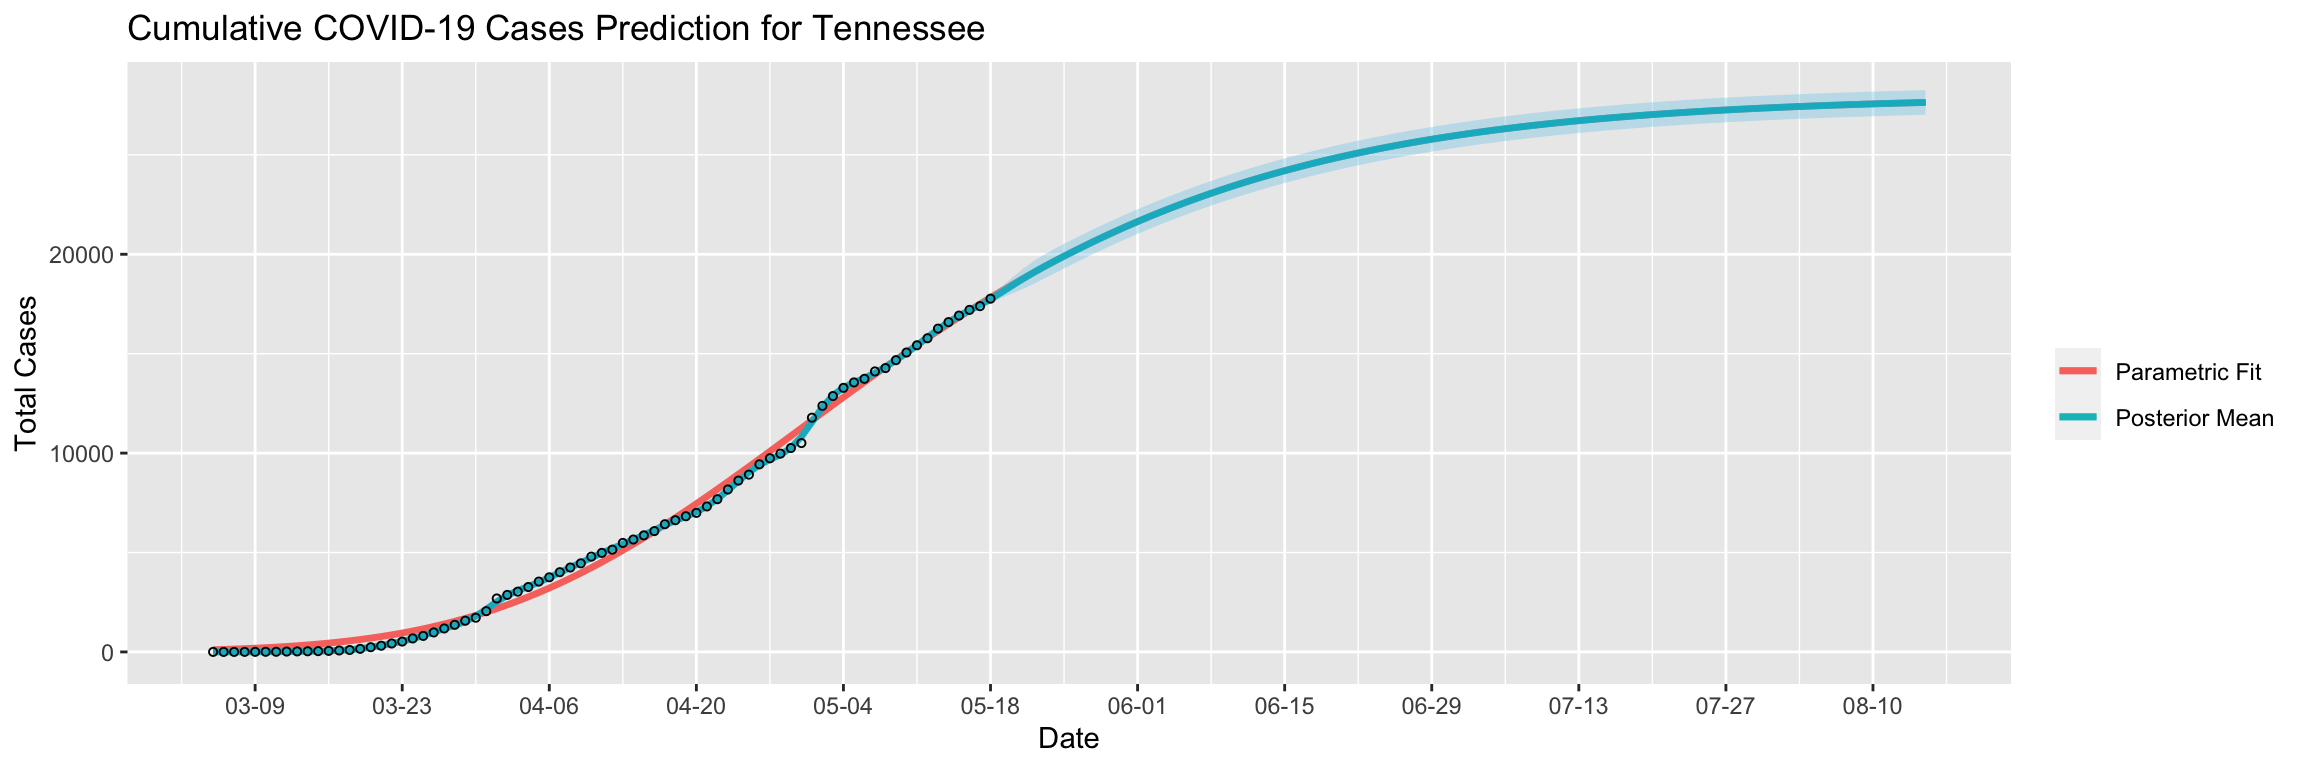 Cumulative COVID-19 Cases Prediction for Tennessee
Total Cases
20000
10000
0
03-09 03-23 04-06 04-20 05-04 05-18 06-01 06-15 06-29 07-13 07-27 08-10
Date
Parametric Fit
Posterior Mean